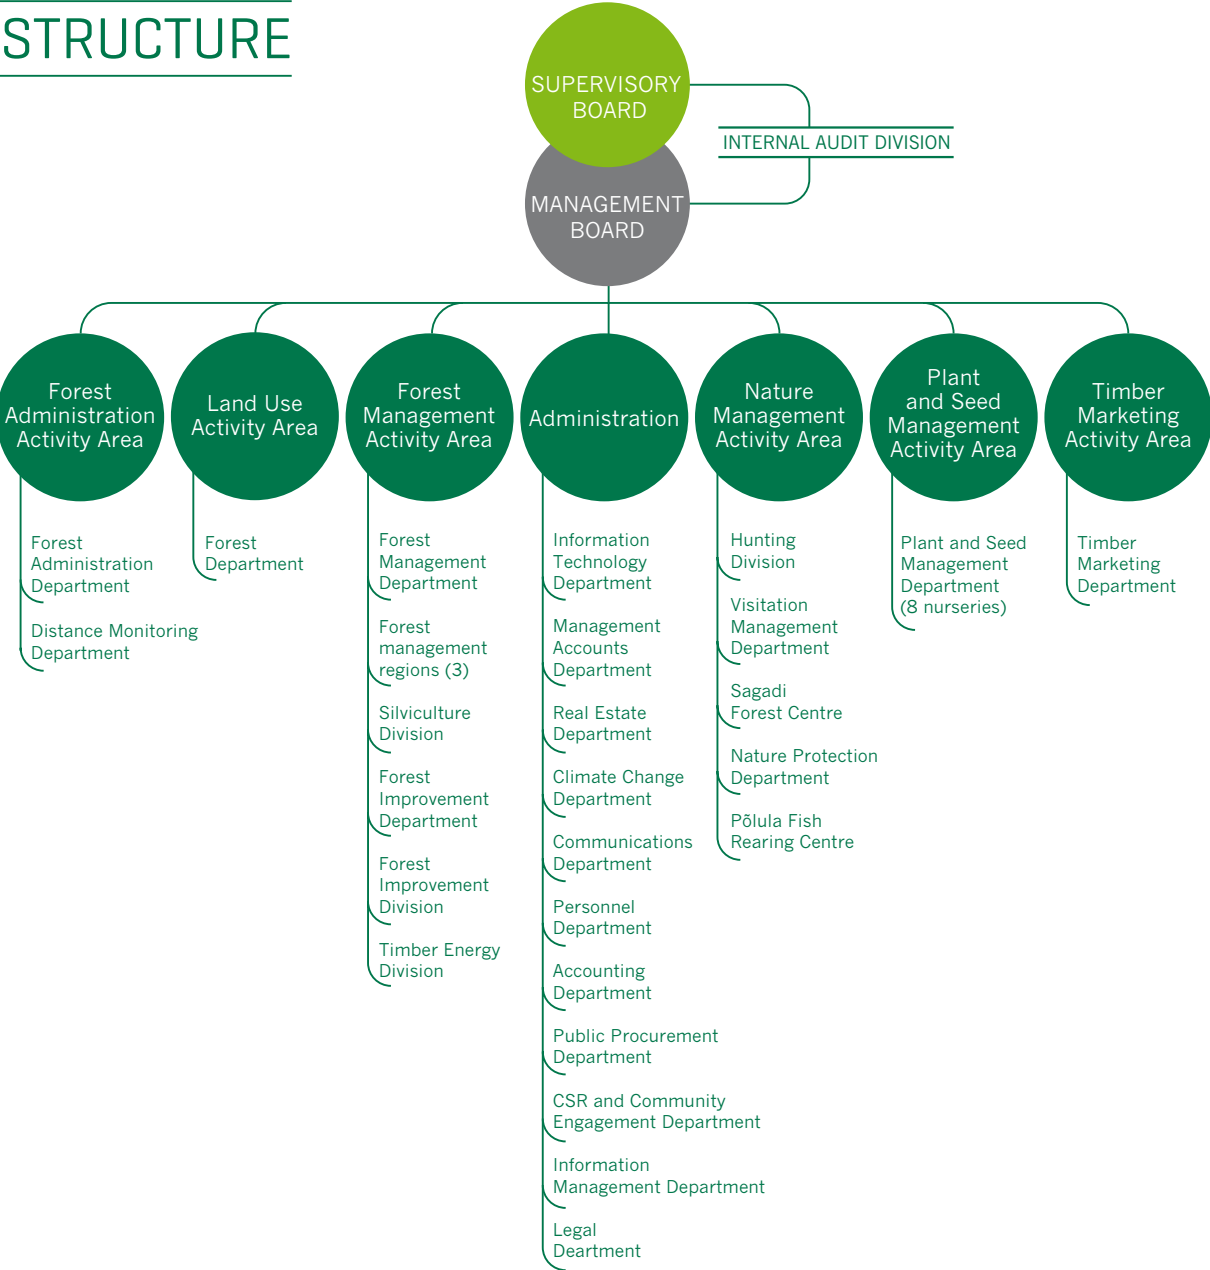 STRUCTURE
SUPERVISORY
BOARD
INTERNAL AUDIT DIVISION
MANAGEMENT
BOARD
Forest
Administration
Activity Area
Land Use
Activity Area
Forest
Management
Activity Area
Administration
Nature
Management
Activity Area
Plant
and Seed
Management
Activity Area
Timber
Marketing
Activity Area
Forest
Administration
Department
Distance Monitoring
Department
Forest
Department
Forest
Management
Department
Forest
management
regions (3)
Silviculture
Division
Forest
Improvement
Department
Forest
Improvement
Division
Timber Energy
Division
Information
Technology
Department
Management
Accounts
Department
Real Estate
Department
Climate Change
Department
Communications
Department
Personnel
Department
Accounting
Department
Public Procurement
Department
CSR and Community
Engagement Department
Information
Management Department
Legal
Deartment
Hunting
Division
Visitation
Management
Department
Sagadi
Forest Centre
Nature Protection
Department
Põlula Fish
Rearing Centre
Plant and Seed
Management
Department
(8 nurseries)
Timber
Marketing
Department